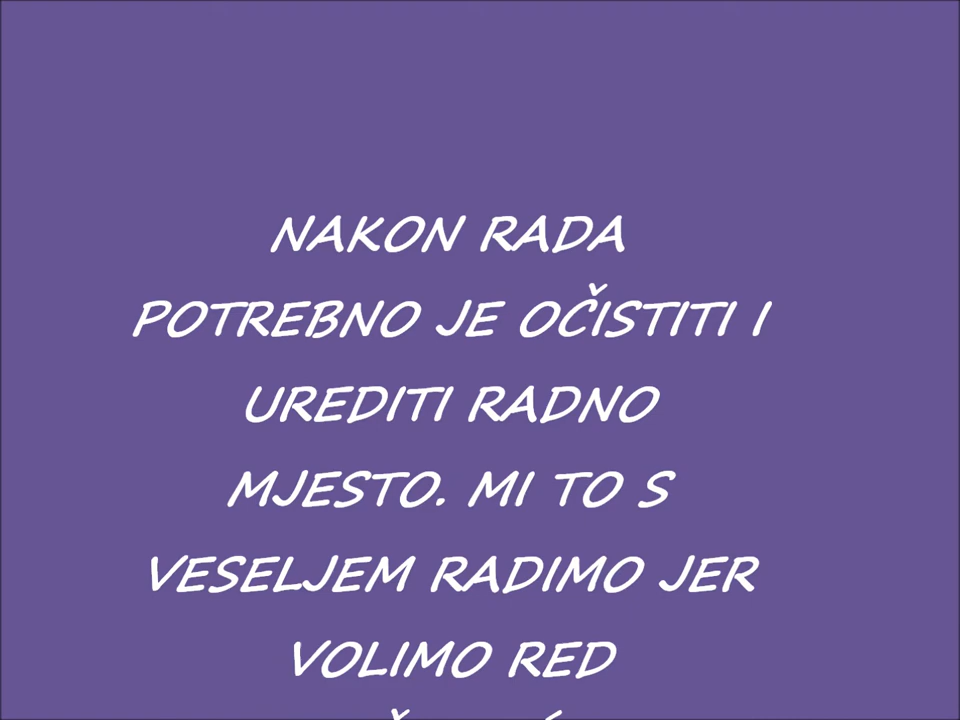 NAKON RADA
POTREBNO JE OČISTITI I
UREDITI RADNO
MJESTO. MI TO S
VESELJEM RADIMO JER
VOLIMO RED